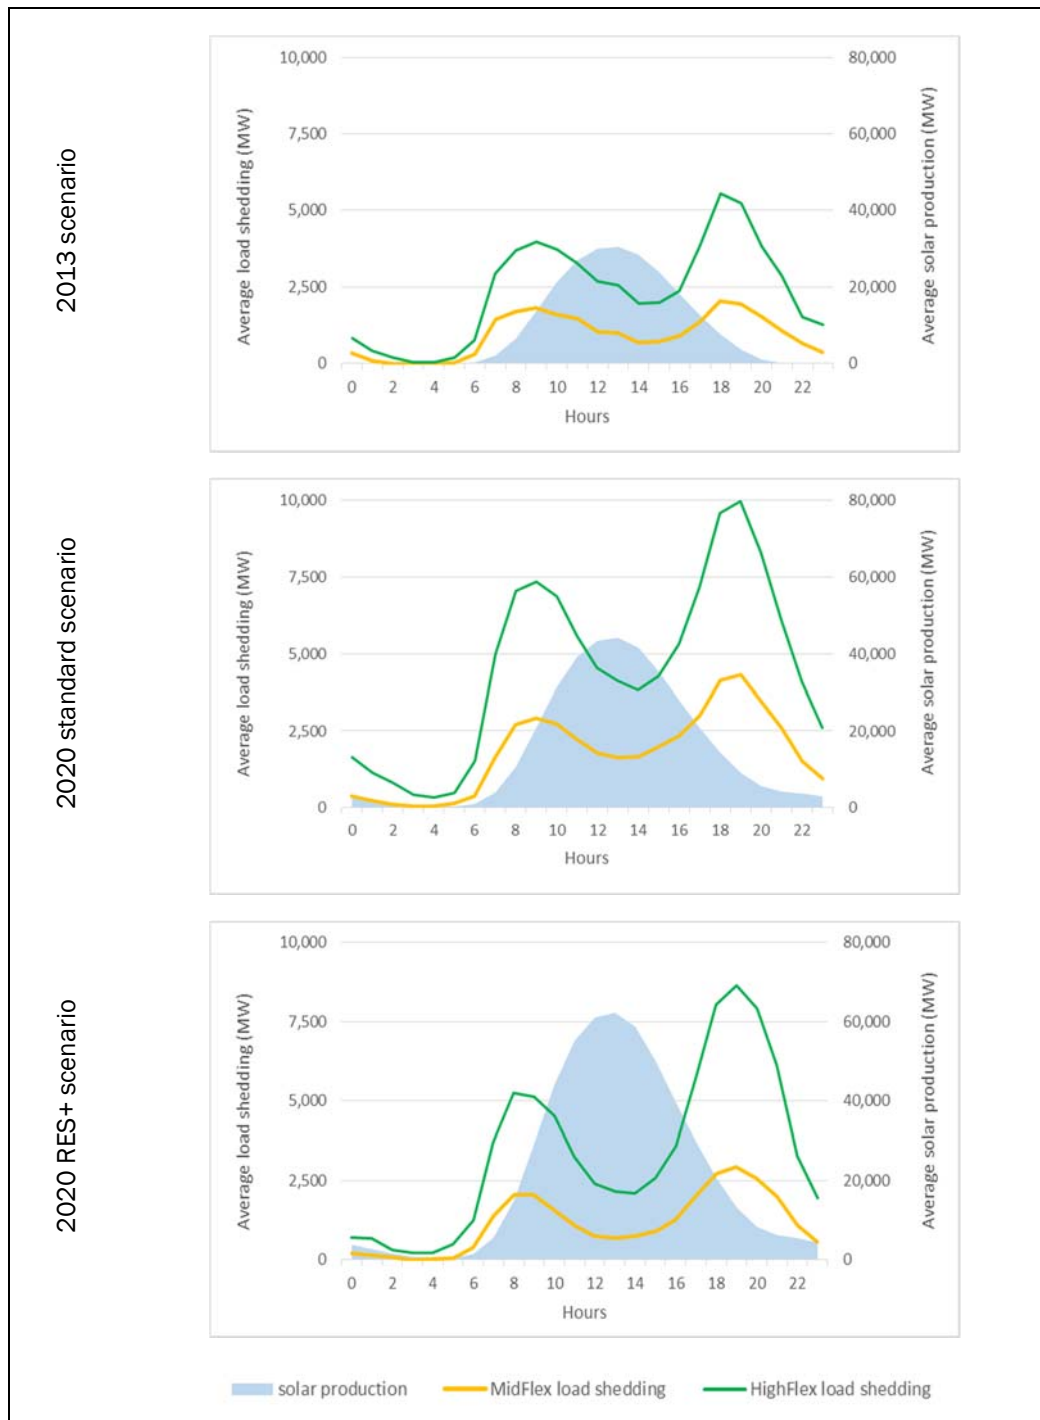 2013 scenario
10,000
7,500
5,000
2,500
0
Average load shedding (MW)
80,000
60,000
40,000
20,000
0
Average solar production (MW)
0 2 4 6 8 10 12 14 16 18 20 22
Hours
2020 standard scenario
10,000
7,500
5,000
2,500
0
Average load shedding (MW)
80,000
60,000
40,000
20,000
0
Average solar production (MW)
0 2 4 6 8 10 12 14 16 18 20 22
Hours
2020 RES+ scenario
10,000
7,500
5,000
2,500
0
Average load shedding (MW)
80,000
60,000
40,000
20,000
0
Average solar production (MW)
0 2 4 6 8 10 12 14 16 18 20 22
Hours
solar production MidFlex load shedding HighFlex load shedding